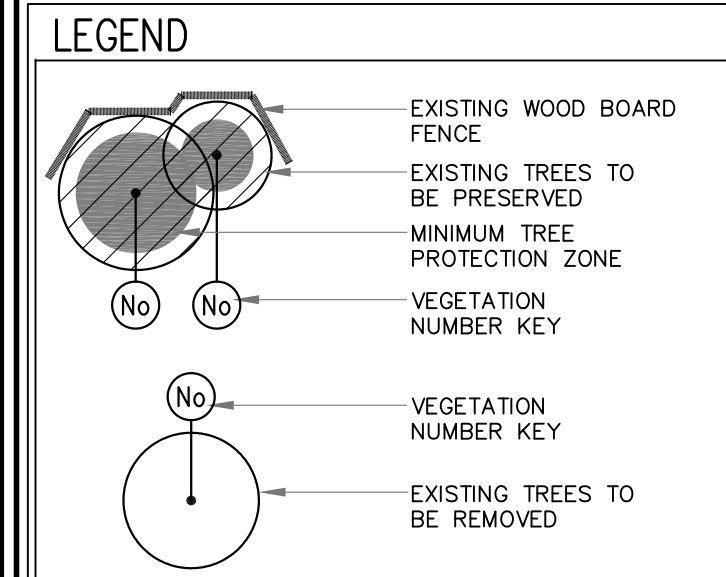 LEGEND
EXISTING WOOD BOARD
FENCE
EXISTING TREES TO
BE PRESERVED
MINIMUM TREE
PROTECTION ZONE
No No
VEGETATION
NUMBER KEY
No
VEGETATION
NUMBER KEY
EXISTING TREES TO
BE REMOVED